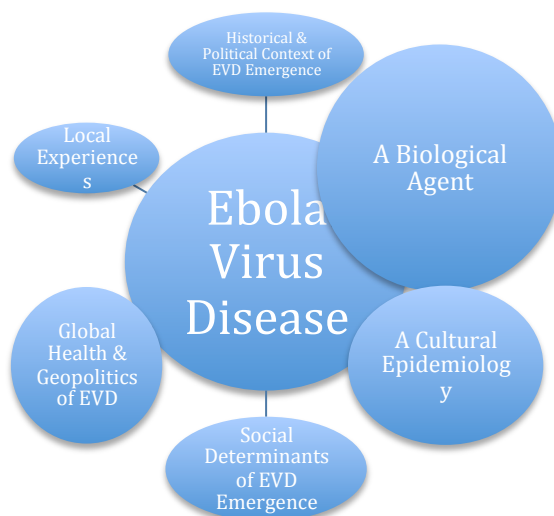 Historical &
Political Context of
EVD Emergence
A Biological
Agent
A Cultural
Epidemiolog
y
Social
Determinants
of EVD
Emergence
Global
Health &
Geopolitics
of EVD
Local
Experience
s
Ebola
Virus
Disease